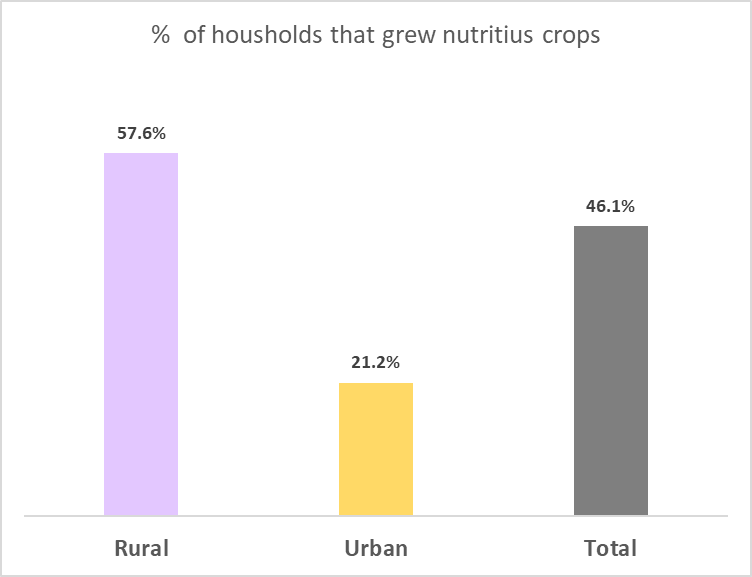 % of housholds that grew nutritius crops
57.6%
46.1%
21.2%
Rural Urban Total